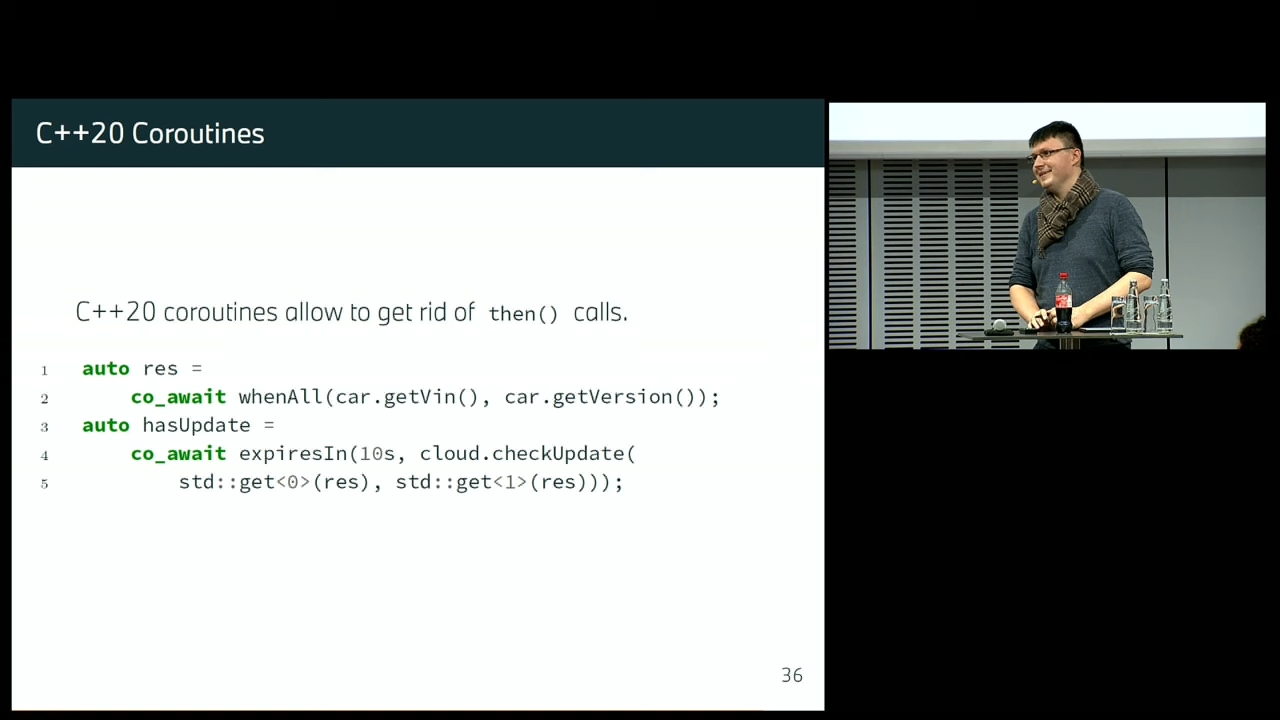 C++20 Coroutines
C++20 coroutines allow to get rid of then() calls.
1 auto res =
2 co_await whenAll(car.getVin(), car.getVersion());
3 auto hasUpdate =
4 co_await expiresIn(10s, cloud.checkUpdate(
5 std::get<0>(res), std::get<1>(res)));
36